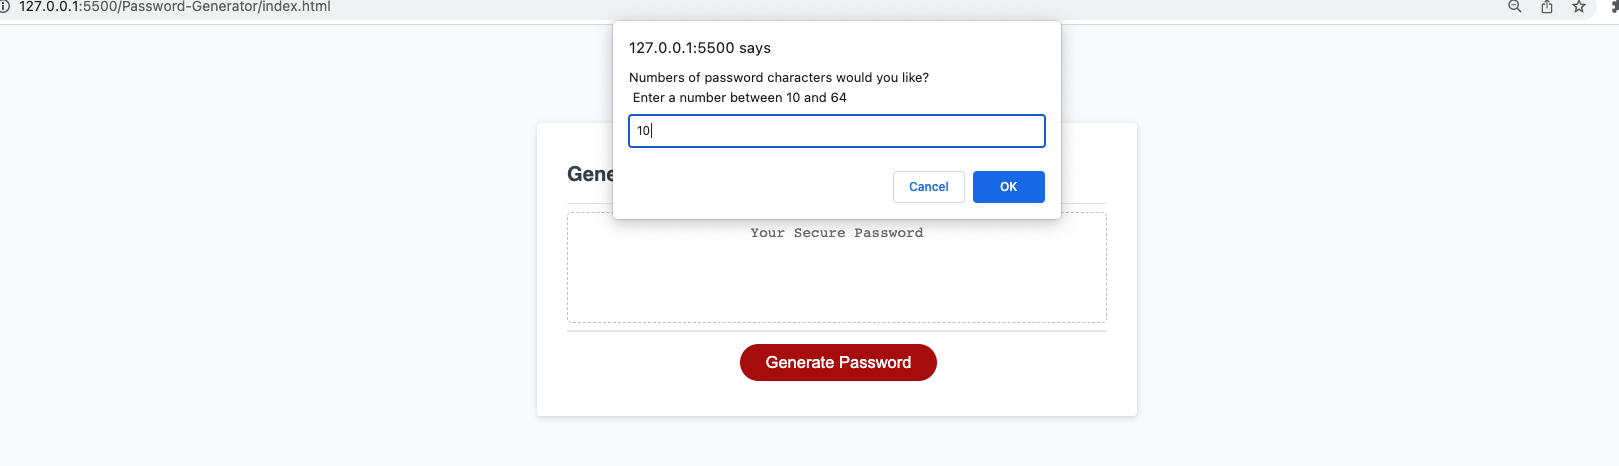 127.0.0.1:5500/Password-Generator/index.html
127.0.0.1:5500 says
Numbers of password characters would you like?
Enter a number between 10 and 64
10
Cancel OK
Gene
Your Secure Password
Generate Password